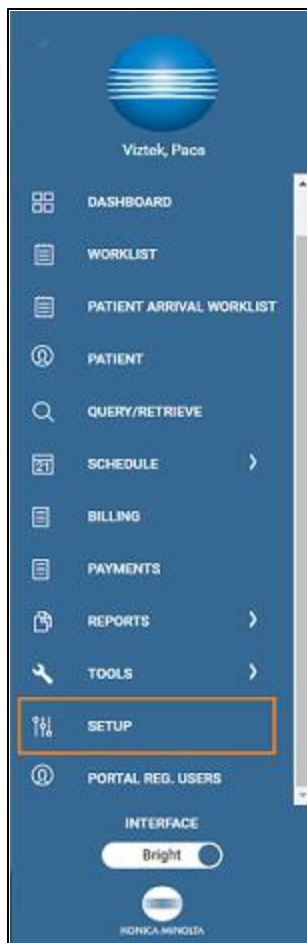 Viztek, Paca
DASHBOARD
WORKLIST
PATIENT ARRIVAL WORKLIST
PATIENT
QUERY/RETRIEVE
21 SCHEDULE
BILLING
PAYMENTS
REPORTS
TOOLS
SETUP
PORTAL REG. USERS
INTERFACE
Bright
KONICA MINOLTA